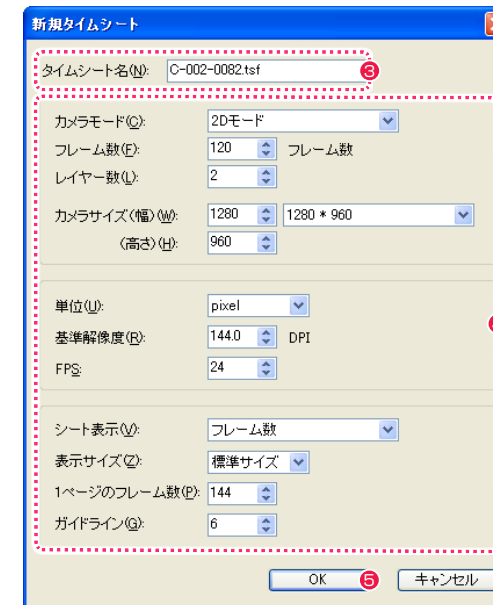 新規タイムシート
タイムシート名(N): C-002-0082.tsf ❸
カメラモード(C): 2Dモード
フレーム数(F): 120 フレーム数
レイヤー数(L): 2
カメラサイズ(幅)(W): 1280 1280 * 960
(高さ)(H): 960
単位(U): pixel
基準解像度(R): 144.0 DPI
FPS: 24
シート表示(V): フレーム数
表示サイズ(Z): 標準サイズ
1ページのフレーム数(P): 144
ガイドライン(G): 6
OK ❺ キャンセル